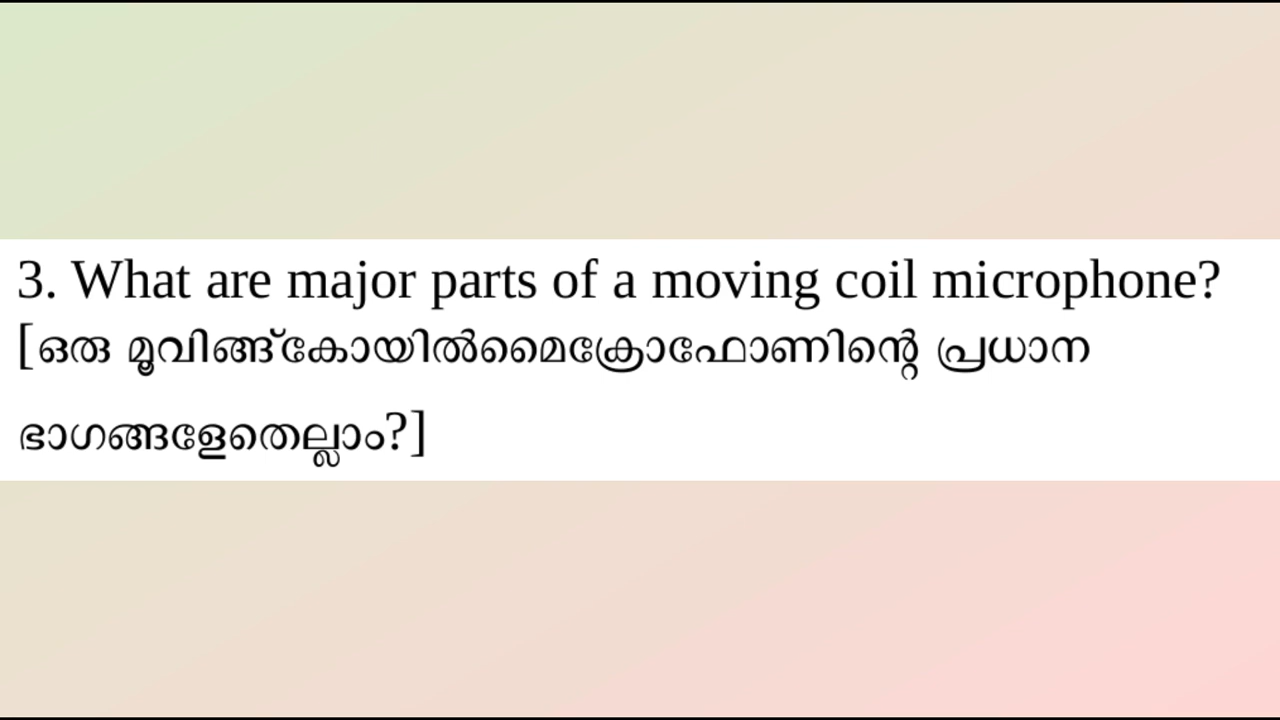 3. What are major parts of a moving coil microphone?
[ഒരു മൂവിങ്ങ്കോയിൽമൈക്രോഫോണിന്റെ പ്രധാന
ഭാഗങ്ങളേതെല്ലാം?]